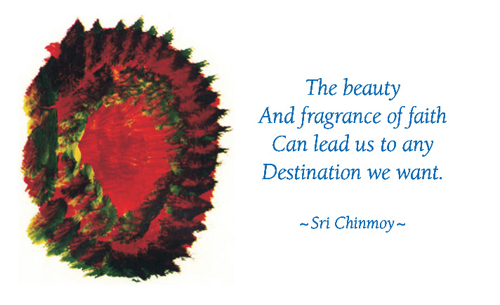 The beauty
And fragrance of faith
Can lead us to any
Destination we want.
~Sri Chinmoy~